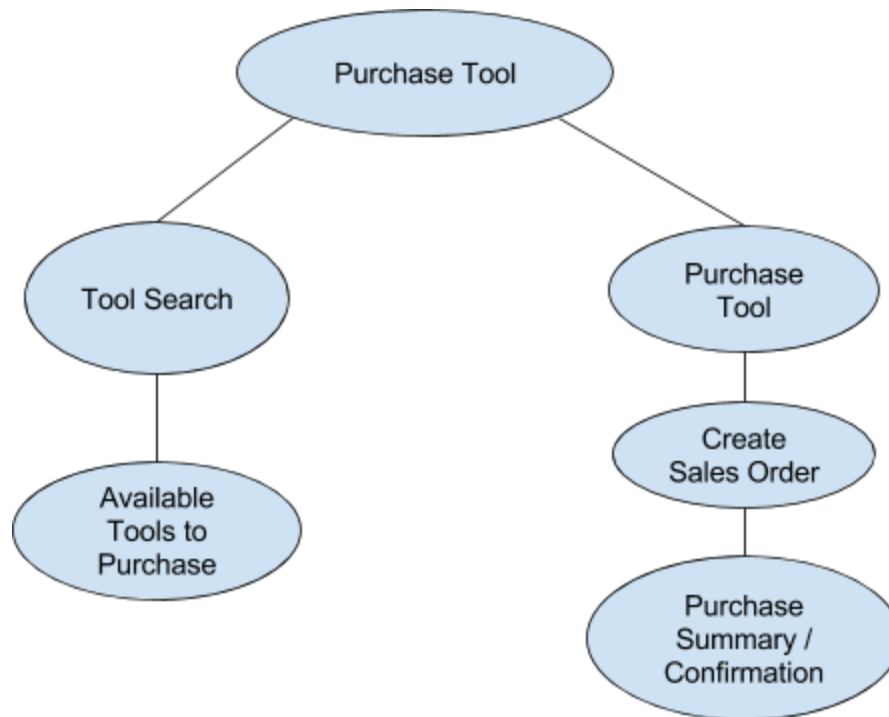 Purchase Tool
Tool Search
Purchase
Tool
Create
Sales Order
Available
Tools to
Purchase
Purchase
Summary /
Confirmation